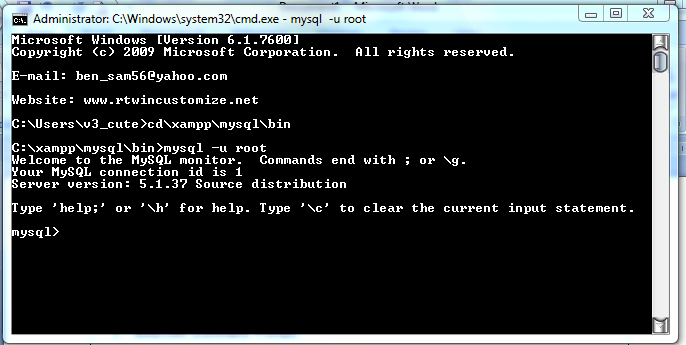 Administrator: C:\Windows\system32\cmd.exe - mysql  -u root
Microsoft Windows [Version 6.1.7600]
Copyright (c) 2009 Microsoft Corporation.  All rights reserved.
E-mail: ben_sam56@yahoo.com
Website: www.rtwincustomize.net
C:\Users\v3_cute>cd\xampp\mysql\bin
C:\xampp\mysql\bin>mysql -u root
Welcome to the MySQL monitor.  Commands end with ; or \g.
Your MySQL connection id is 1
Server version: 5.1.37 Source distribution
Type 'help;' or '\h' for help. Type '\c' to clear the current input statement.
mysql>